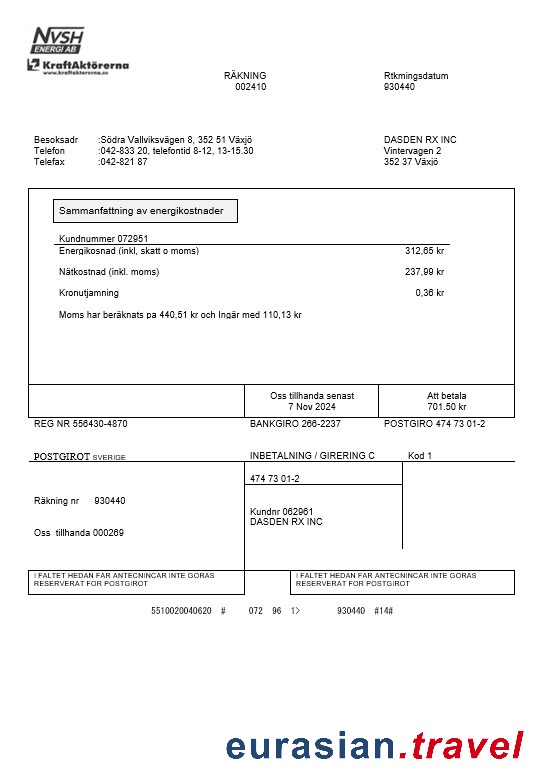 NVSH
ENERGI AB
KraftAktörerna
www.kraftaktorerna.se
RÄKNING
002410
Rtkmingsdatum
930440
Besoksadr :Södra Vallviksvägen 8, 352 51 Växjö
Telefon :042-833 20, telefontid 8-12, 13-15.30
Telefax :042-821 87
DASDEN RX INC
Vintervagen 2
352 37 Växjö
Sammanfattning av energikostnader
Kundnummer 072951
Energikosnad (inkl, skatt o moms) 312,65 kr
Nätkostnad (inkl. moms) 237,99 kr
Kronutjamning 0,36 kr
Moms har beräknats pa 440,51 kr och Ingär med 110,13 kr
Oss tillhanda senast
7 Nov 2024
Att betala
701.50 kr
REG NR 556430-4870 BANKGIRO 266-2237 POSTGIRO 474 73 01-2
POSTGIROT SVERIGE INBETALNING / GIRERING C Kod 1
474 73 01-2
Räkning nr 930440
Kundnr 062961
DASDEN RX INC
Oss tillhanda 000269
I FALTET HEDAN FAR ANTECNINCAR INTE GORAS
RESERVERAT FOR POSTGIROT
I FALTET HEDAN FAR ANTECNINCAR INTE GORAS
RESERVERAT FOR POSTGIROT
5510020040620 # 072 96 1> 930440 #14#
eurasian.travel